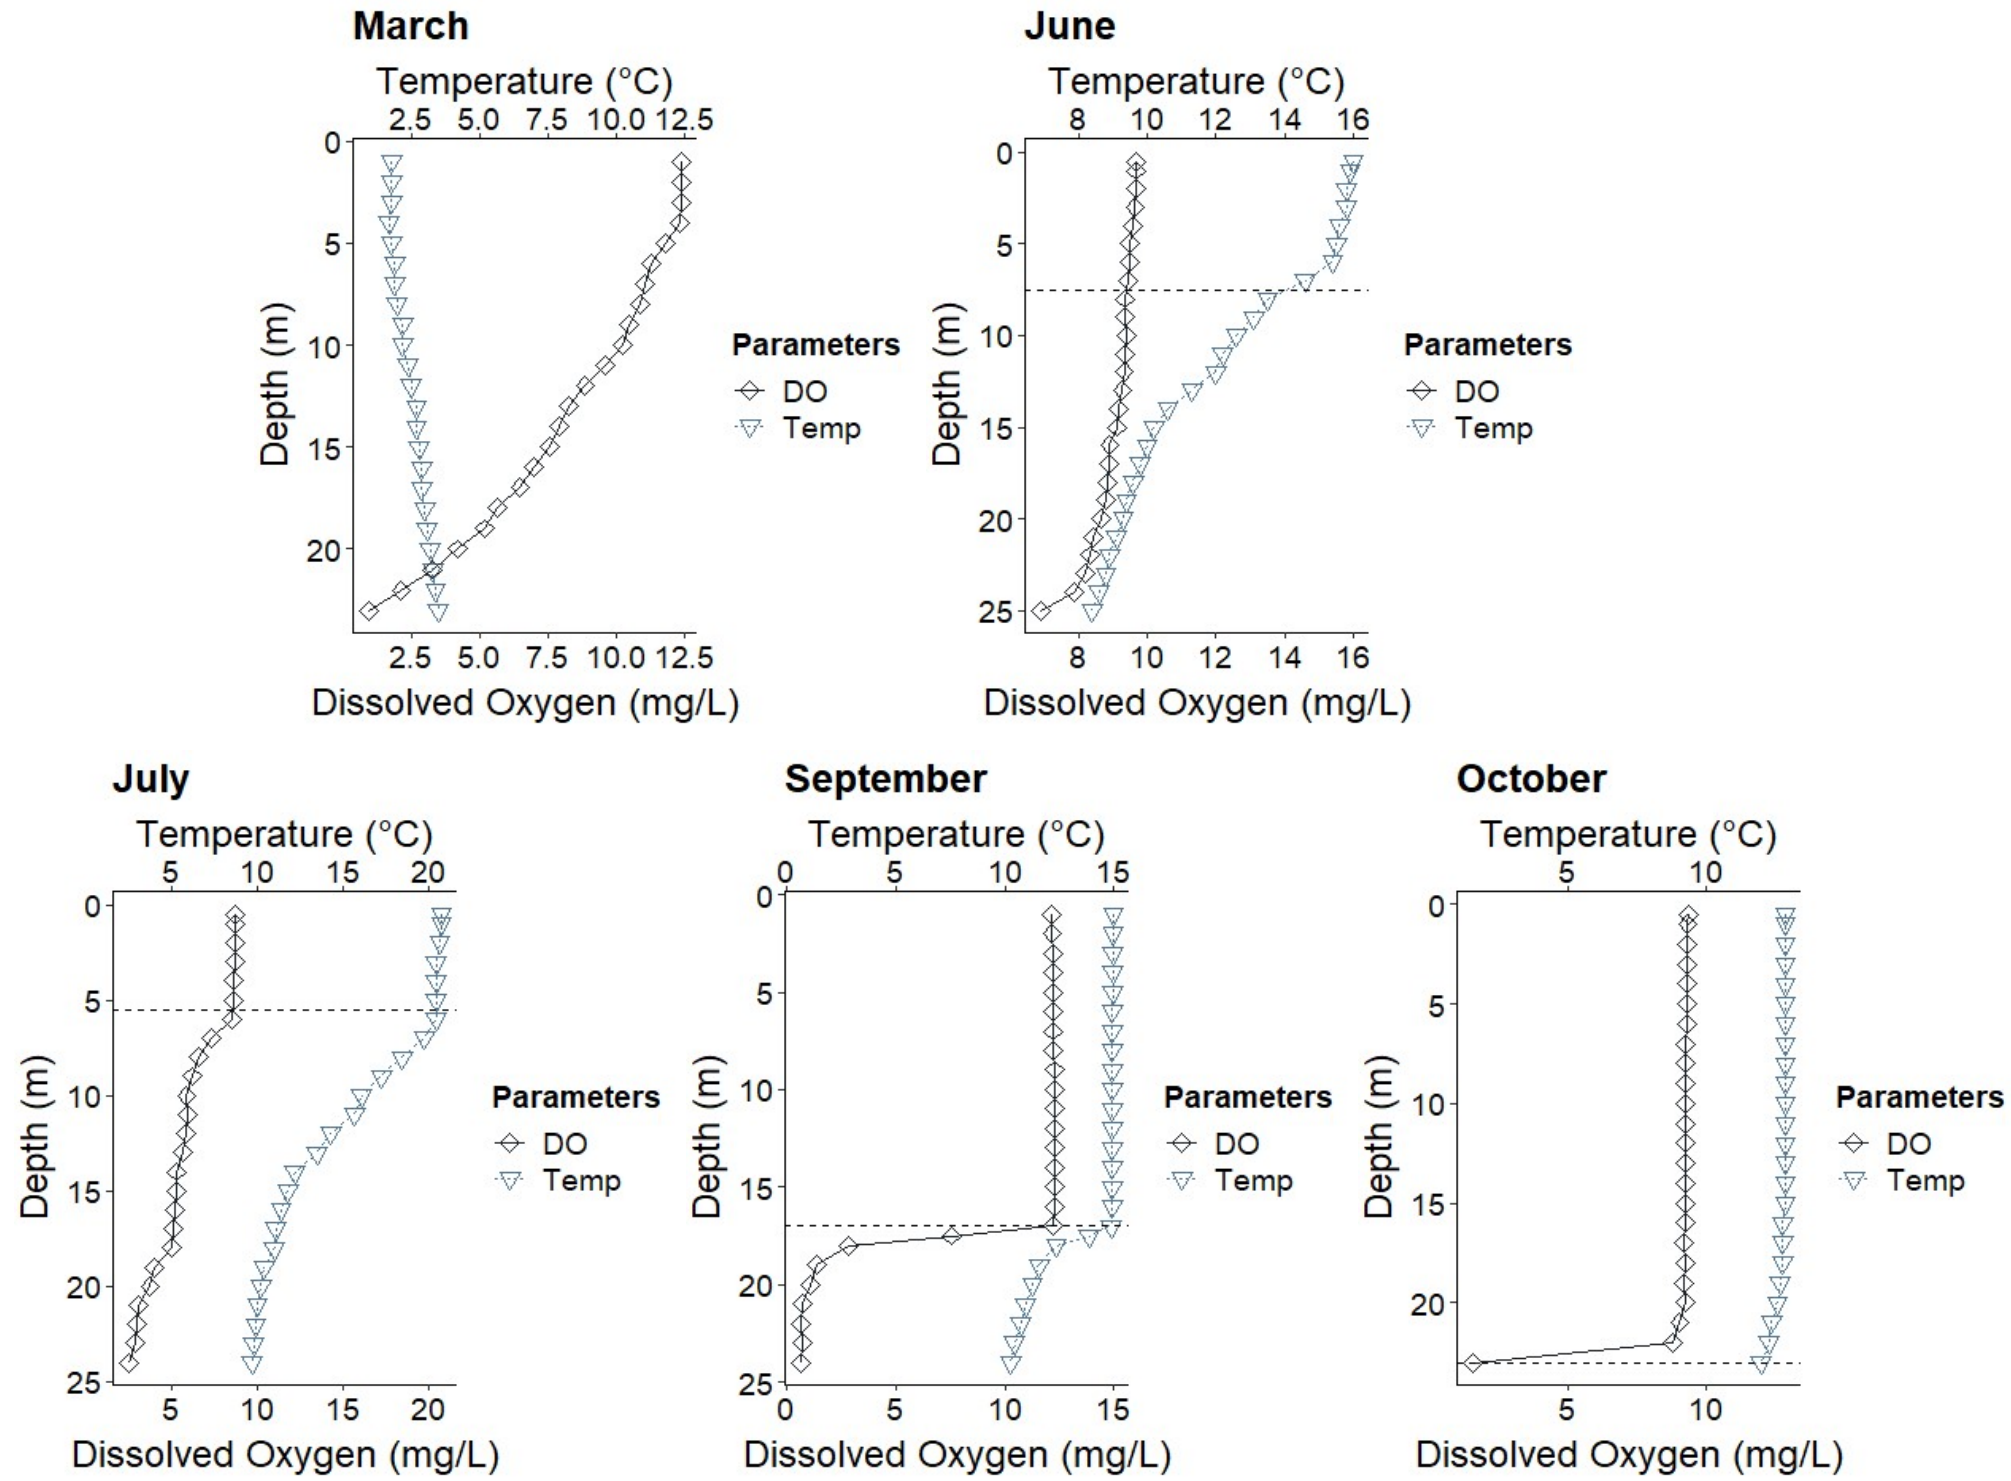 March
Temperature (°C)
2.5 5.0 7.5 10.0 12.5
0
5
10
15
20
Depth (m)
2.5 5.0 7.5 10.0 12.5
Dissolved Oxygen (mg/L)
Parameters
DO
Temp
June
Temperature (°C)
8 10 12 14 16
0
5
10
15
20
25
Depth (m)
8 10 12 14 16
Dissolved Oxygen (mg/L)
Parameters
DO
Temp
July
Temperature (°C)
5 10 15 20
0
5
10
15
20
25
Depth (m)
5 10 15 20
Dissolved Oxygen (mg/L)
Parameters
DO
Temp
September
Temperature (°C)
0 5 10 15
0
5
10
15
20
25
Depth (m)
0 5 10 15
Dissolved Oxygen (mg/L)
Parameters
DO
Temp
October
Temperature (°C)
5 10
0
5
10
15
20
Depth (m)
5 10
Dissolved Oxygen (mg/L)
Parameters
DO
Temp